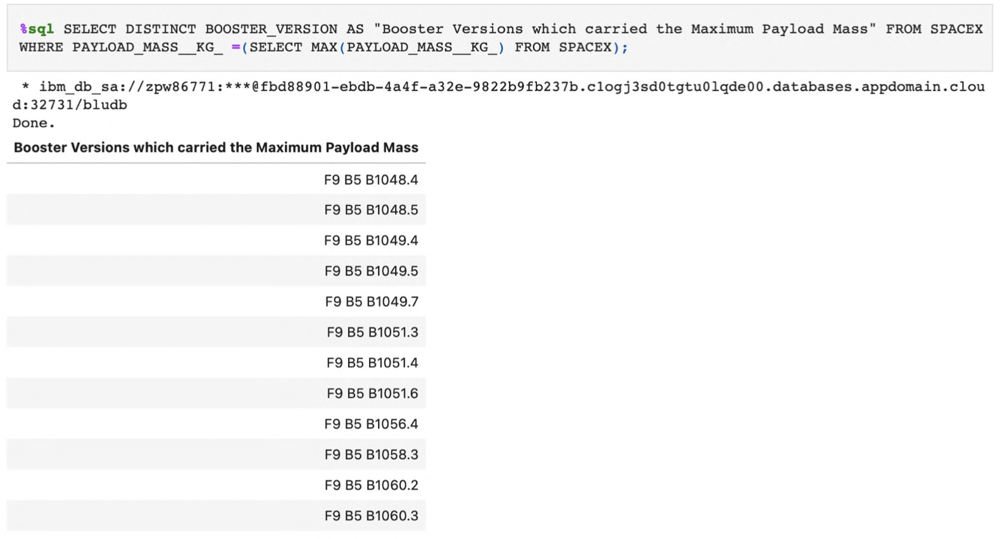 %sql SELECT DISTINCT BOOSTER_VERSION AS "Booster Versions which carried the Maximum Payload Mass" FROM SPACEX
WHERE PAYLOAD_MASS__KG_ =(SELECT MAX(PAYLOAD_MASS__KG_) FROM SPACEX);
* ibm_db_sa://zpw86771:***@fbd88901-ebdb-4a4f-a32e-9822b9fb237b.c1ogj3sd0tgtu0lqde00.databases.appdomain.clou
d:32731/bludb
Done.
Booster Versions which carried the Maximum Payload Mass
F9 B5 B1048.4
F9 B5 B1048.5
F9 B5 B1049.4
F9 B5 B1049.5
F9 B5 B1049.7
F9 B5 B1051.3
F9 B5 B1051.4
F9 B5 B1051.6
F9 B5 B1056.4
F9 B5 B1058.3
F9 B5 B1060.2
F9 B5 B1060.3